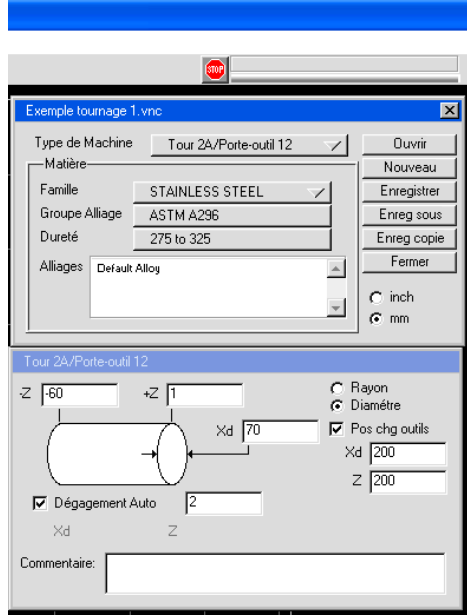 STOP
Exemple tournage 1.vnc
Type de Machine Tour 2A/Porte-outil 12 Ouvrir
Matière Nouveau
Famille STAINLESS STEEL Enregistrer
Groupe Alliage ASTM A296 Enreg sous
Dureté 275 to 325 Enreg copie
Alliages Default Alloy Fermer
inch
mm
Tour 2A/Porte-outil 12
-Z -60 +Z 1 Rayon
Diamétre
Xd 70 Pos chg outils
Xd 200
Z 200
Dégagement Auto 2
Xd Z
Commentaire: